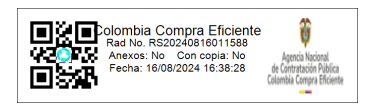 Colombia Compra Eficiente
Rad No. RS20240816011588
Anexos: No Con copia: No
Fecha: 16/08/2024 16:38:28
Agencia Nacional
de Contratación Pública
Colombia Compra Eficiente